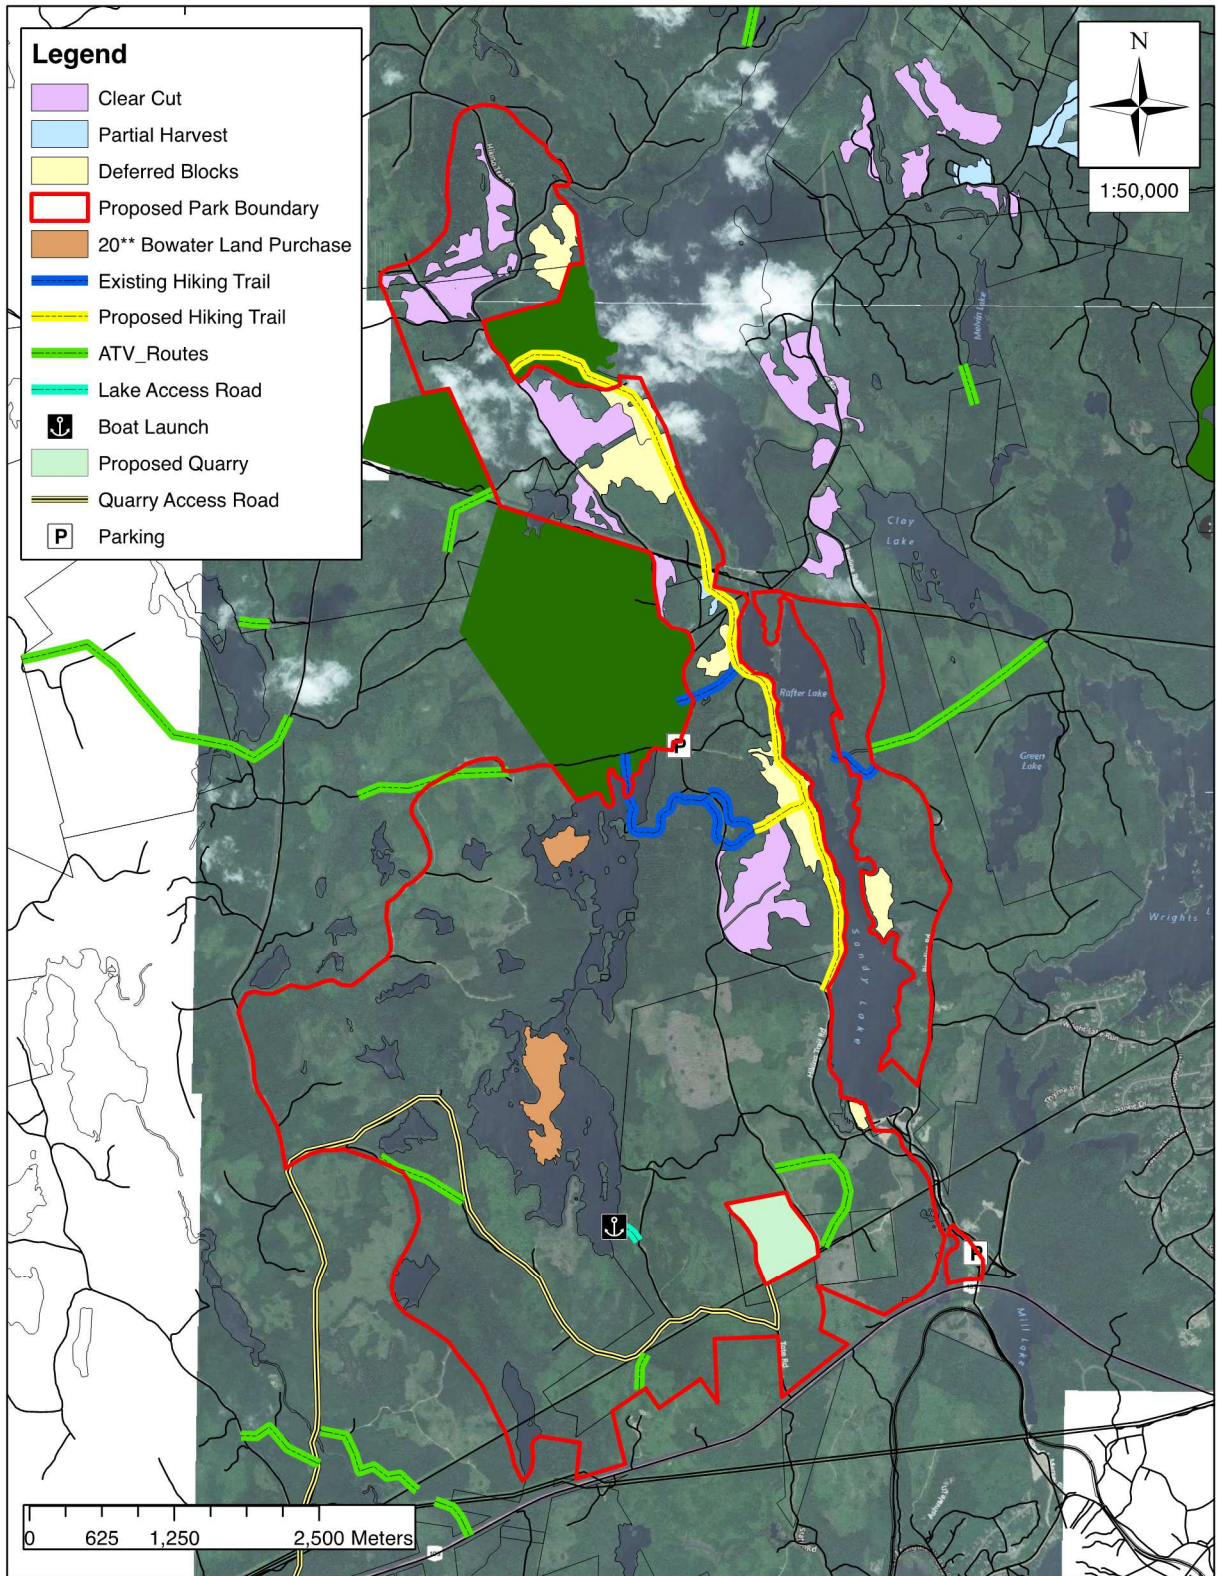 Legend
Clear Cut
Partial Harvest
Deferred Blocks
Proposed Park Boundary
20** Bowater Land Purchase
Existing Hiking Trail
Proposed Hiking Trail
ATV_Routes
Lake Access Road
Boat Launch
Proposed Quarry
Quarry Access Road
P Parking
N
1:50,000
Melvin Lake
Clay
Lake
Rafter Lake
Green
Lake
Wrights
Sandy Lake
P
P
Mill Lake
0 625 1,250 2,500 Meters